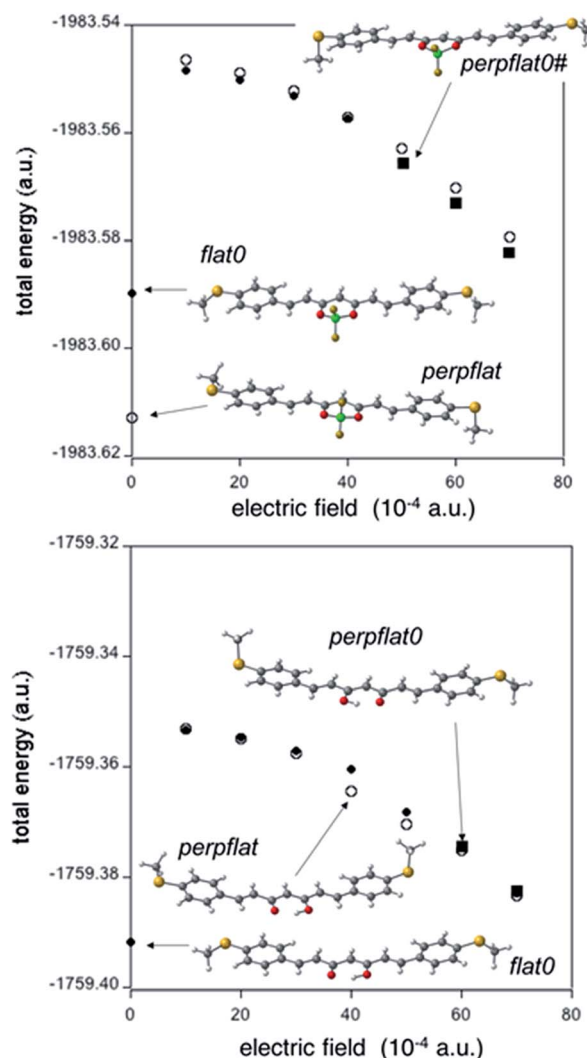 -1983.54
perpflat0#
-1983.56
total energy (a.u.)
-1983.58
flat0
-1983.60
perpflat
-1983.62
0 20 40 60 80
electric field (10-4 a.u.)
-1759.32
perpflat0
-1759.34
total energy (a.u.)
-1759.36
perpflat
-1759.38
flat0
-1759.40
0 20 40 60 80
electric field (10-4 a.u.)